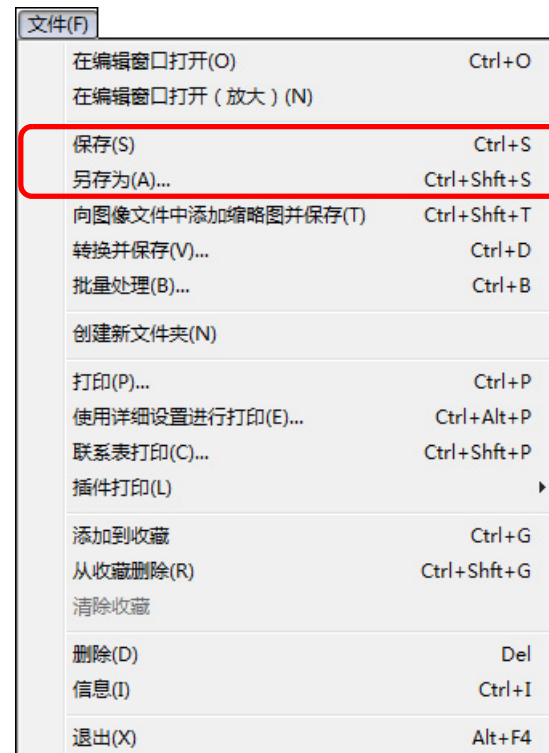 文件(F)
在编辑窗口打开(O) Ctrl+O
在编辑窗口打开（放大）(N)
保存(S) Ctrl+S
另存为(A)... Ctrl+Shft+S
向图像文件中添加缩略图并保存(T) Ctrl+Shft+T
转换并保存(V)... Ctrl+D
批量处理(B)... Ctrl+B
创建新文件夹(N)
打印(P)... Ctrl+P
使用详细设置进行打印(E)... Ctrl+Alt+P
联系表打印(C)... Ctrl+Shft+P
插件打印(L)
添加到收藏 Ctrl+G
从收藏删除(R) Ctrl+Shft+G
清除收藏
删除(D) Del
信息(I) Ctrl+I
退出(X) Alt+F4